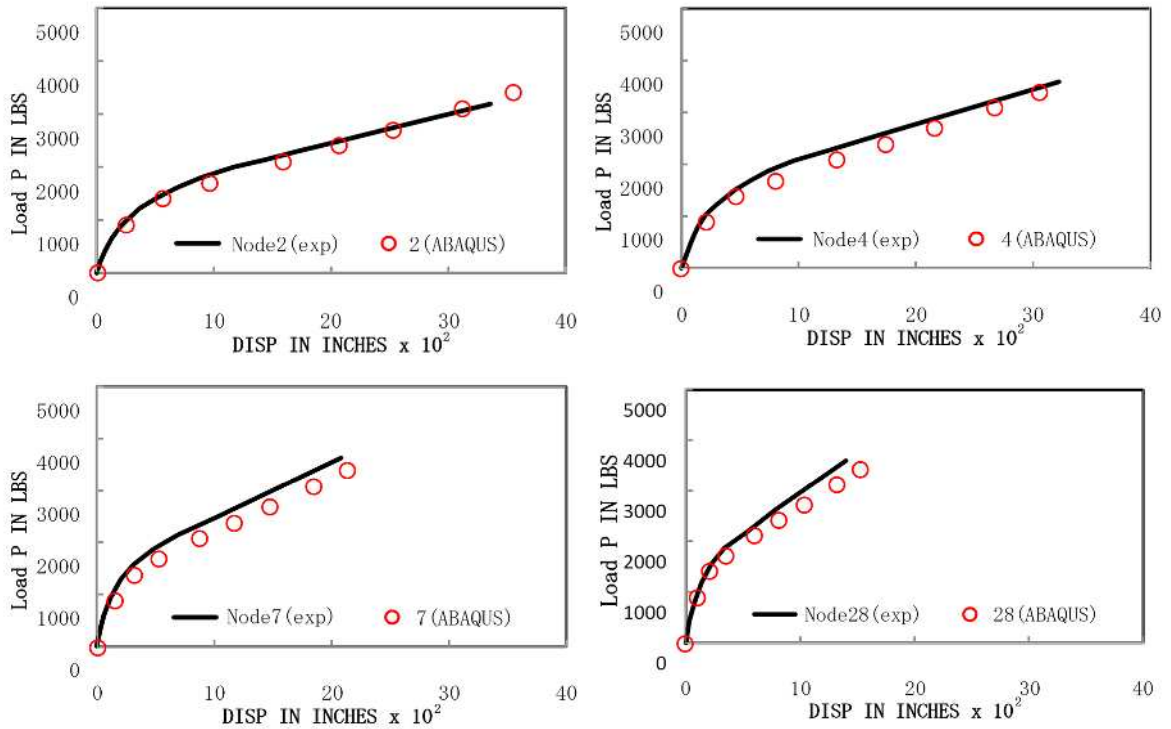 5000
4000
3000
2000
1000
0
Load P IN LBS
Node2(exp) 2(ABAQUS)
0 10 20 30 40
DISP IN INCHES x 10²
5000
4000
3000
2000
1000
0
Load P IN LBS
Node4(exp) 4(ABAQUS)
0 10 20 30 40
DISP IN INCHES x 10²
5000
4000
3000
2000
1000
0
Load P IN LBS
Node7(exp) 7(ABAQUS)
0 10 20 30 40
DISP IN INCHES x 10²
5000
4000
3000
2000
1000
0
Load P IN LBS
Node28(exp) 28(ABAQUS)
0 10 20 30 40
DISP IN INCHES x 10²